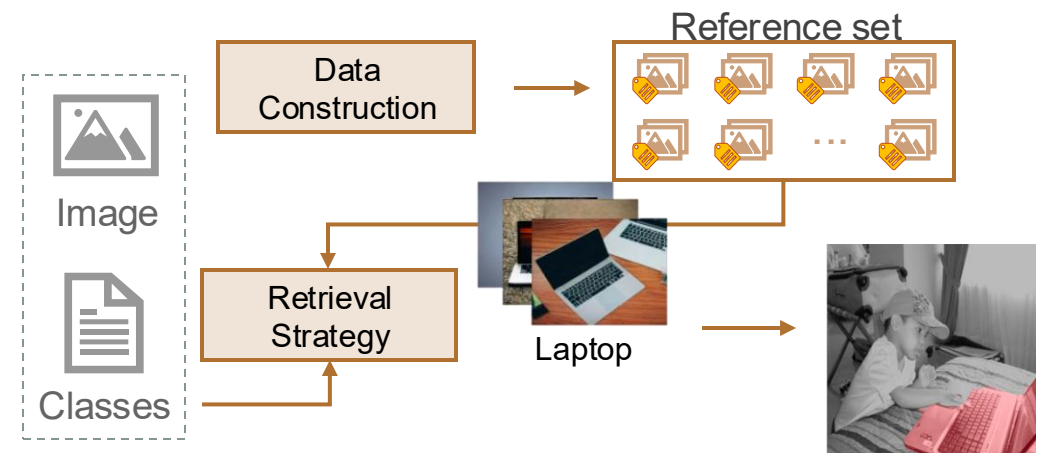 Reference set
Data
Construction
Image
Retrieval
Strategy
Laptop
Classes
...